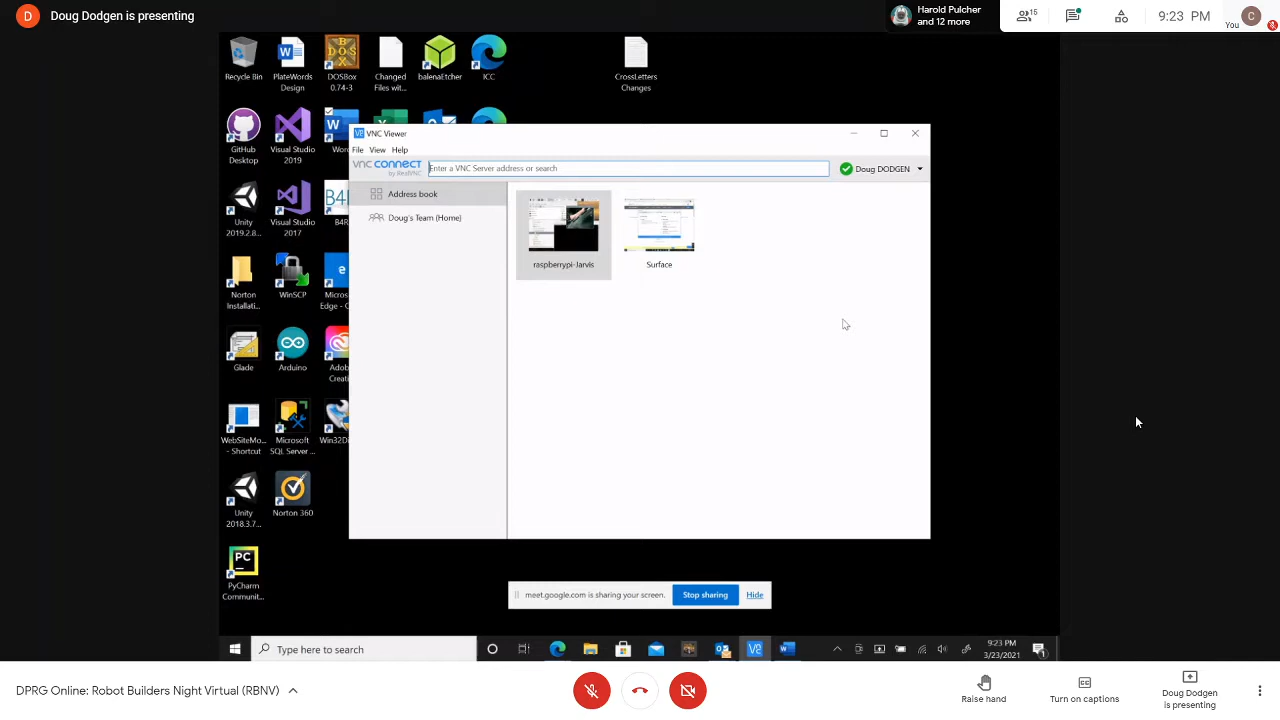 D
Doug Dodgen is presenting
Harold Pulcher
and 12 more
15
9:23 PM
You
C
Recycle Bin
PlateWords
Design
DOSBox
0.74-3
Changed
Files wit...
balenaEtcher
ICC
CrossLetters
Changes
GitHub
Desktop
Visual Studio
2019
Word
VNC Viewer
File View Help
VNC CONNECT
by RealVNC
Enter a VNC Server address or search
Doug DODGEN
Address book
Doug's Team (Home)
raspberrypi-Jarvis
Surface
Unity
2019.2.8...
Visual Studio
2017
B4R
B4R
Norton
Installati...
WinSCP
Micros
Edge - C
Glade
Arduino
Adob
Creati
WebSiteMo...
- Shortcut
Microsoft
SQL Server ...
Win32Di
Unity
2018.3.7...
Norton 360
PC
PyCharm
Communit...
meet.google.com is sharing your screen.
Stop sharing
Hide
Type here to search
9:23 PM
3/23/2021
DPRG Online: Robot Builders Night Virtual (RBNV)
Raise hand
Turn on captions
Doug Dodgen
is presenting